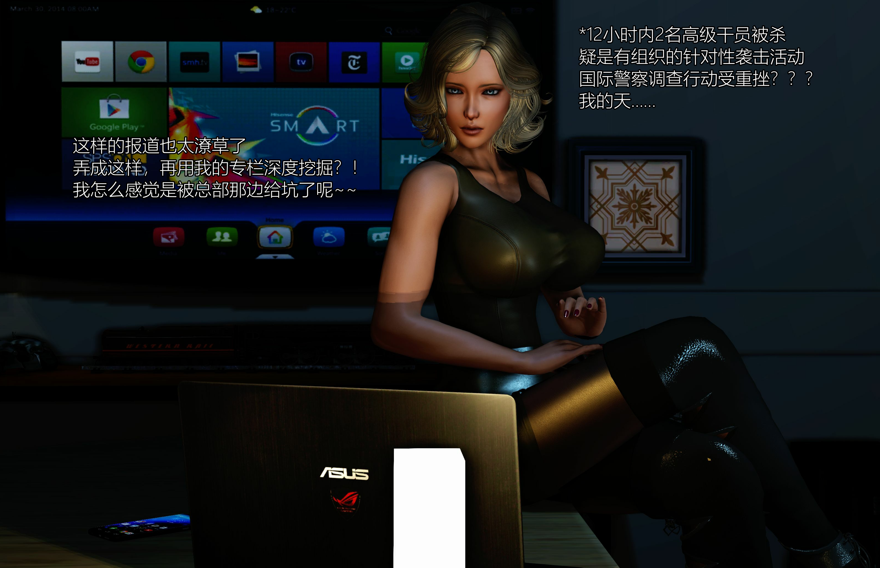 *12小时内2名高级干员被杀
疑是有组织的针对性袭击活动
国际警察调查行动受重挫？？？
我的天……
YouTube
tv
Google Play
Hisense
SMART
His
这样的报道也太潦草了
弄成这样，再用我的专栏深度挖掘？！
我怎么感觉是被总部那边给坑了呢~~
ASUS